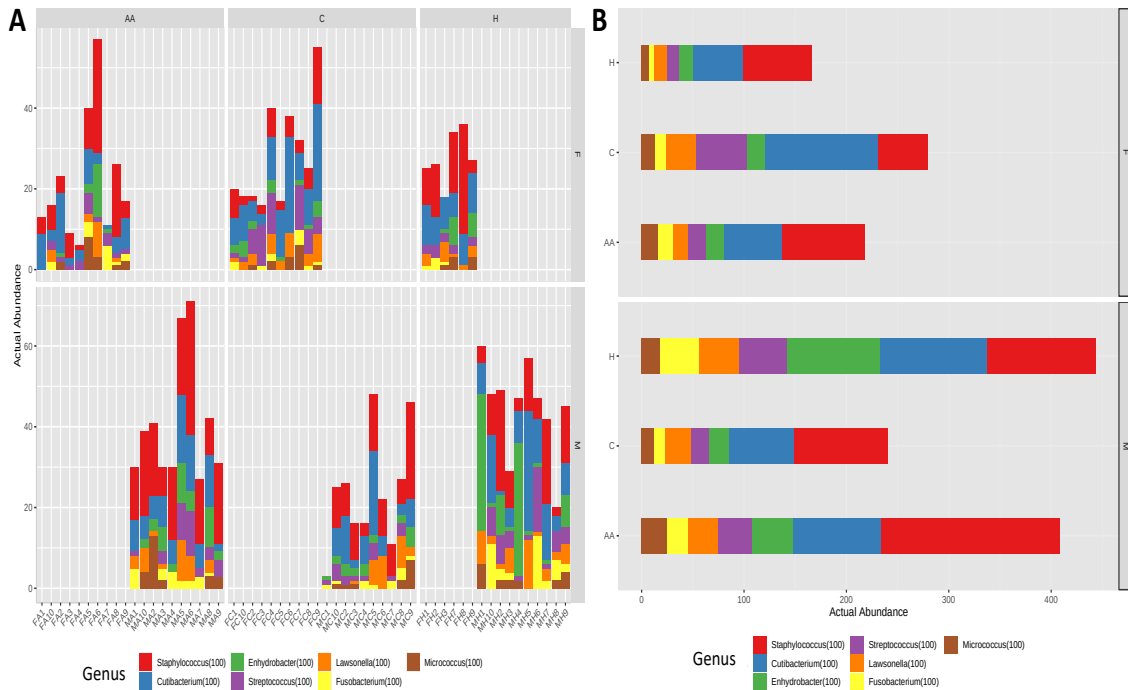 A
AA
C
H
40
20
0
F
60
40
20
0
M
Actual Abundance
FA1
FA10
FA2
FA3
FA4
FA5
FA6
FA7
FA8
FA9
MA1
MA10
MA2
MA3
MA4
MA5
MA6
MA7
MA8
MA9
FC1
FC10
FC2
FC3
FC4
FC5
FC6
FC7
FC8
FC9
MC1
MC10
MC2
MC3
MC4
MC5
MC6
MC7
MC8
MC9
FH1
FH2
FH3
FH7
FH8
FH9
MH1
MH10
MH2
MH3
MH4
MH5
MH6
MH7
MH8
MH9
Genus
Staphylococcus(100)
Enhydrobacter(100)
Lawsonella(100)
Micrococcus(100)
Cutibacterium(100)
Streptococcus(100)
Fusobacterium(100)
B
H
C
AA
F
H
C
AA
M
0
100
200
300
400
Actual Abundance
Genus
Staphylococcus(100)
Streptococcus(100)
Micrococcus(100)
Cutibacterium(100)
Lawsonella(100)
Enhydrobacter(100)
Fusobacterium(100)